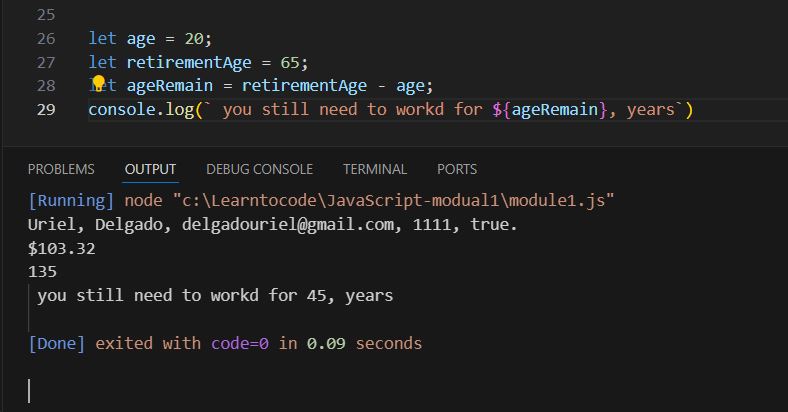 25
26 let age = 20;
27 let retirementAge = 65;
28 let ageRemain = retirementAge - age;
29 console.log(` you still need to workd for ${ageRemain}, years`)
PROBLEMS OUTPUT DEBUG CONSOLE TERMINAL PORTS
[Running] node "c:\Learntocode\JavaScript-modual1\module1.js"
Uriel, Delgado, delgadouriel@gmail.com, 1111, true.
$103.32
135
 you still need to workd for 45, years
[Done] exited with code=0 in 0.09 seconds